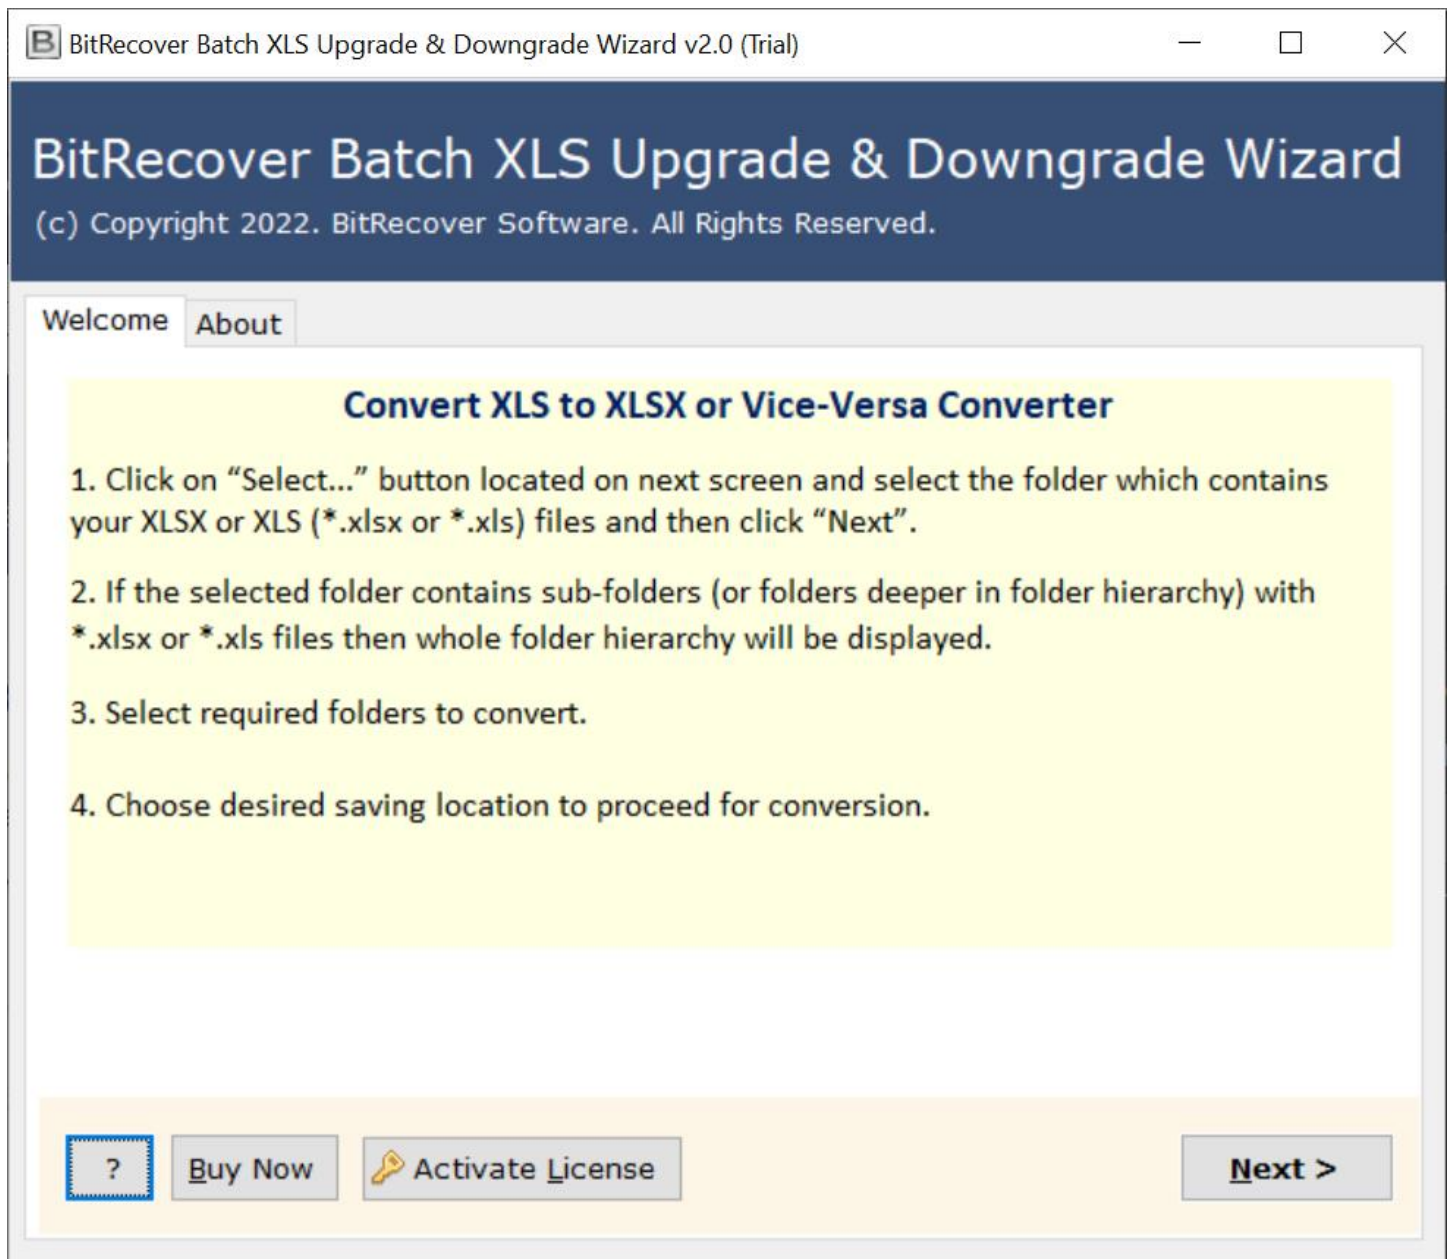 B BitRecover Batch XLS Upgrade & Downgrade Wizard v2.0 (Trial)
BitRecover Batch XLS Upgrade & Downgrade Wizard
(c) Copyright 2022. BitRecover Software. All Rights Reserved.
Welcome About
Convert XLS to XLSX or Vice-Versa Converter
1. Click on “Select...” button located on next screen and select the folder which contains
your XLSX or XLS (*.xlsx or *.xls) files and then click “Next”.
2. If the selected folder contains sub-folders (or folders deeper in folder hierarchy) with
*.xlsx or *.xls files then whole folder hierarchy will be displayed.
3. Select required folders to convert.
4. Choose desired saving location to proceed for conversion.
? Buy Now Activate License Next >